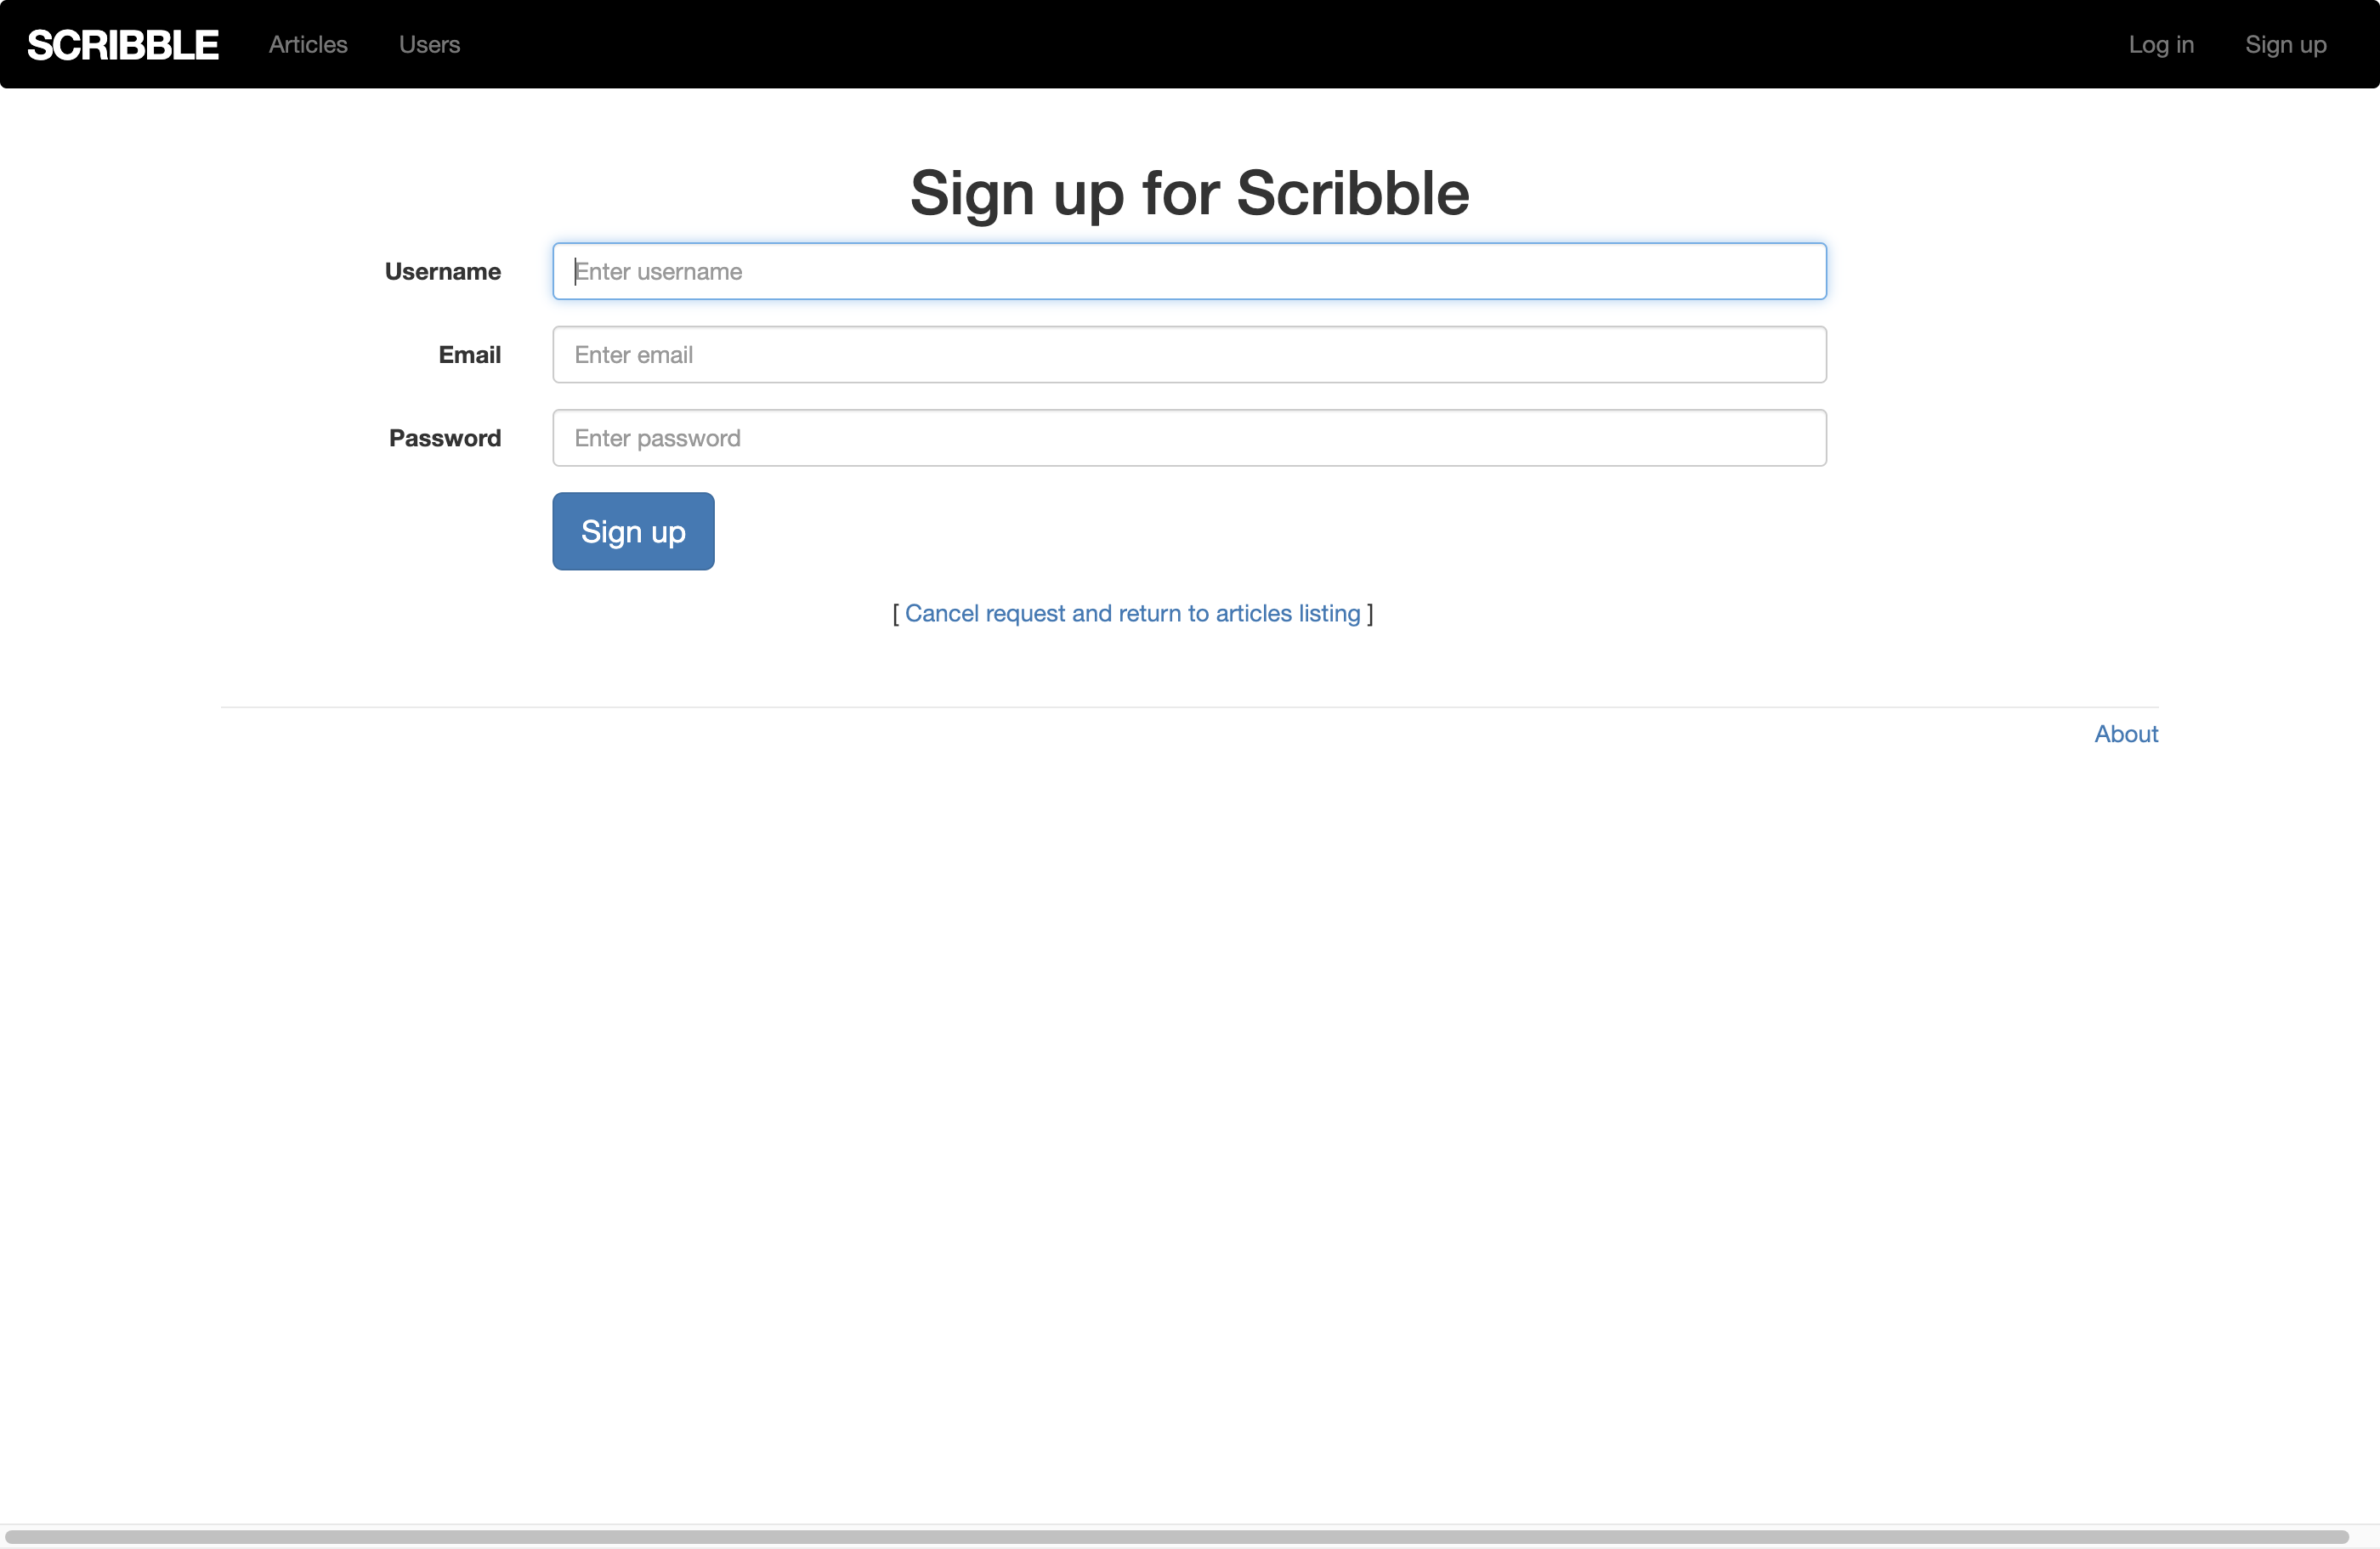 SCRIBBLE Articles Users Log in Sign up
Sign up for Scribble
Username Enter username
Email Enter email
Password Enter password
Sign up
[ Cancel request and return to articles listing ]
About